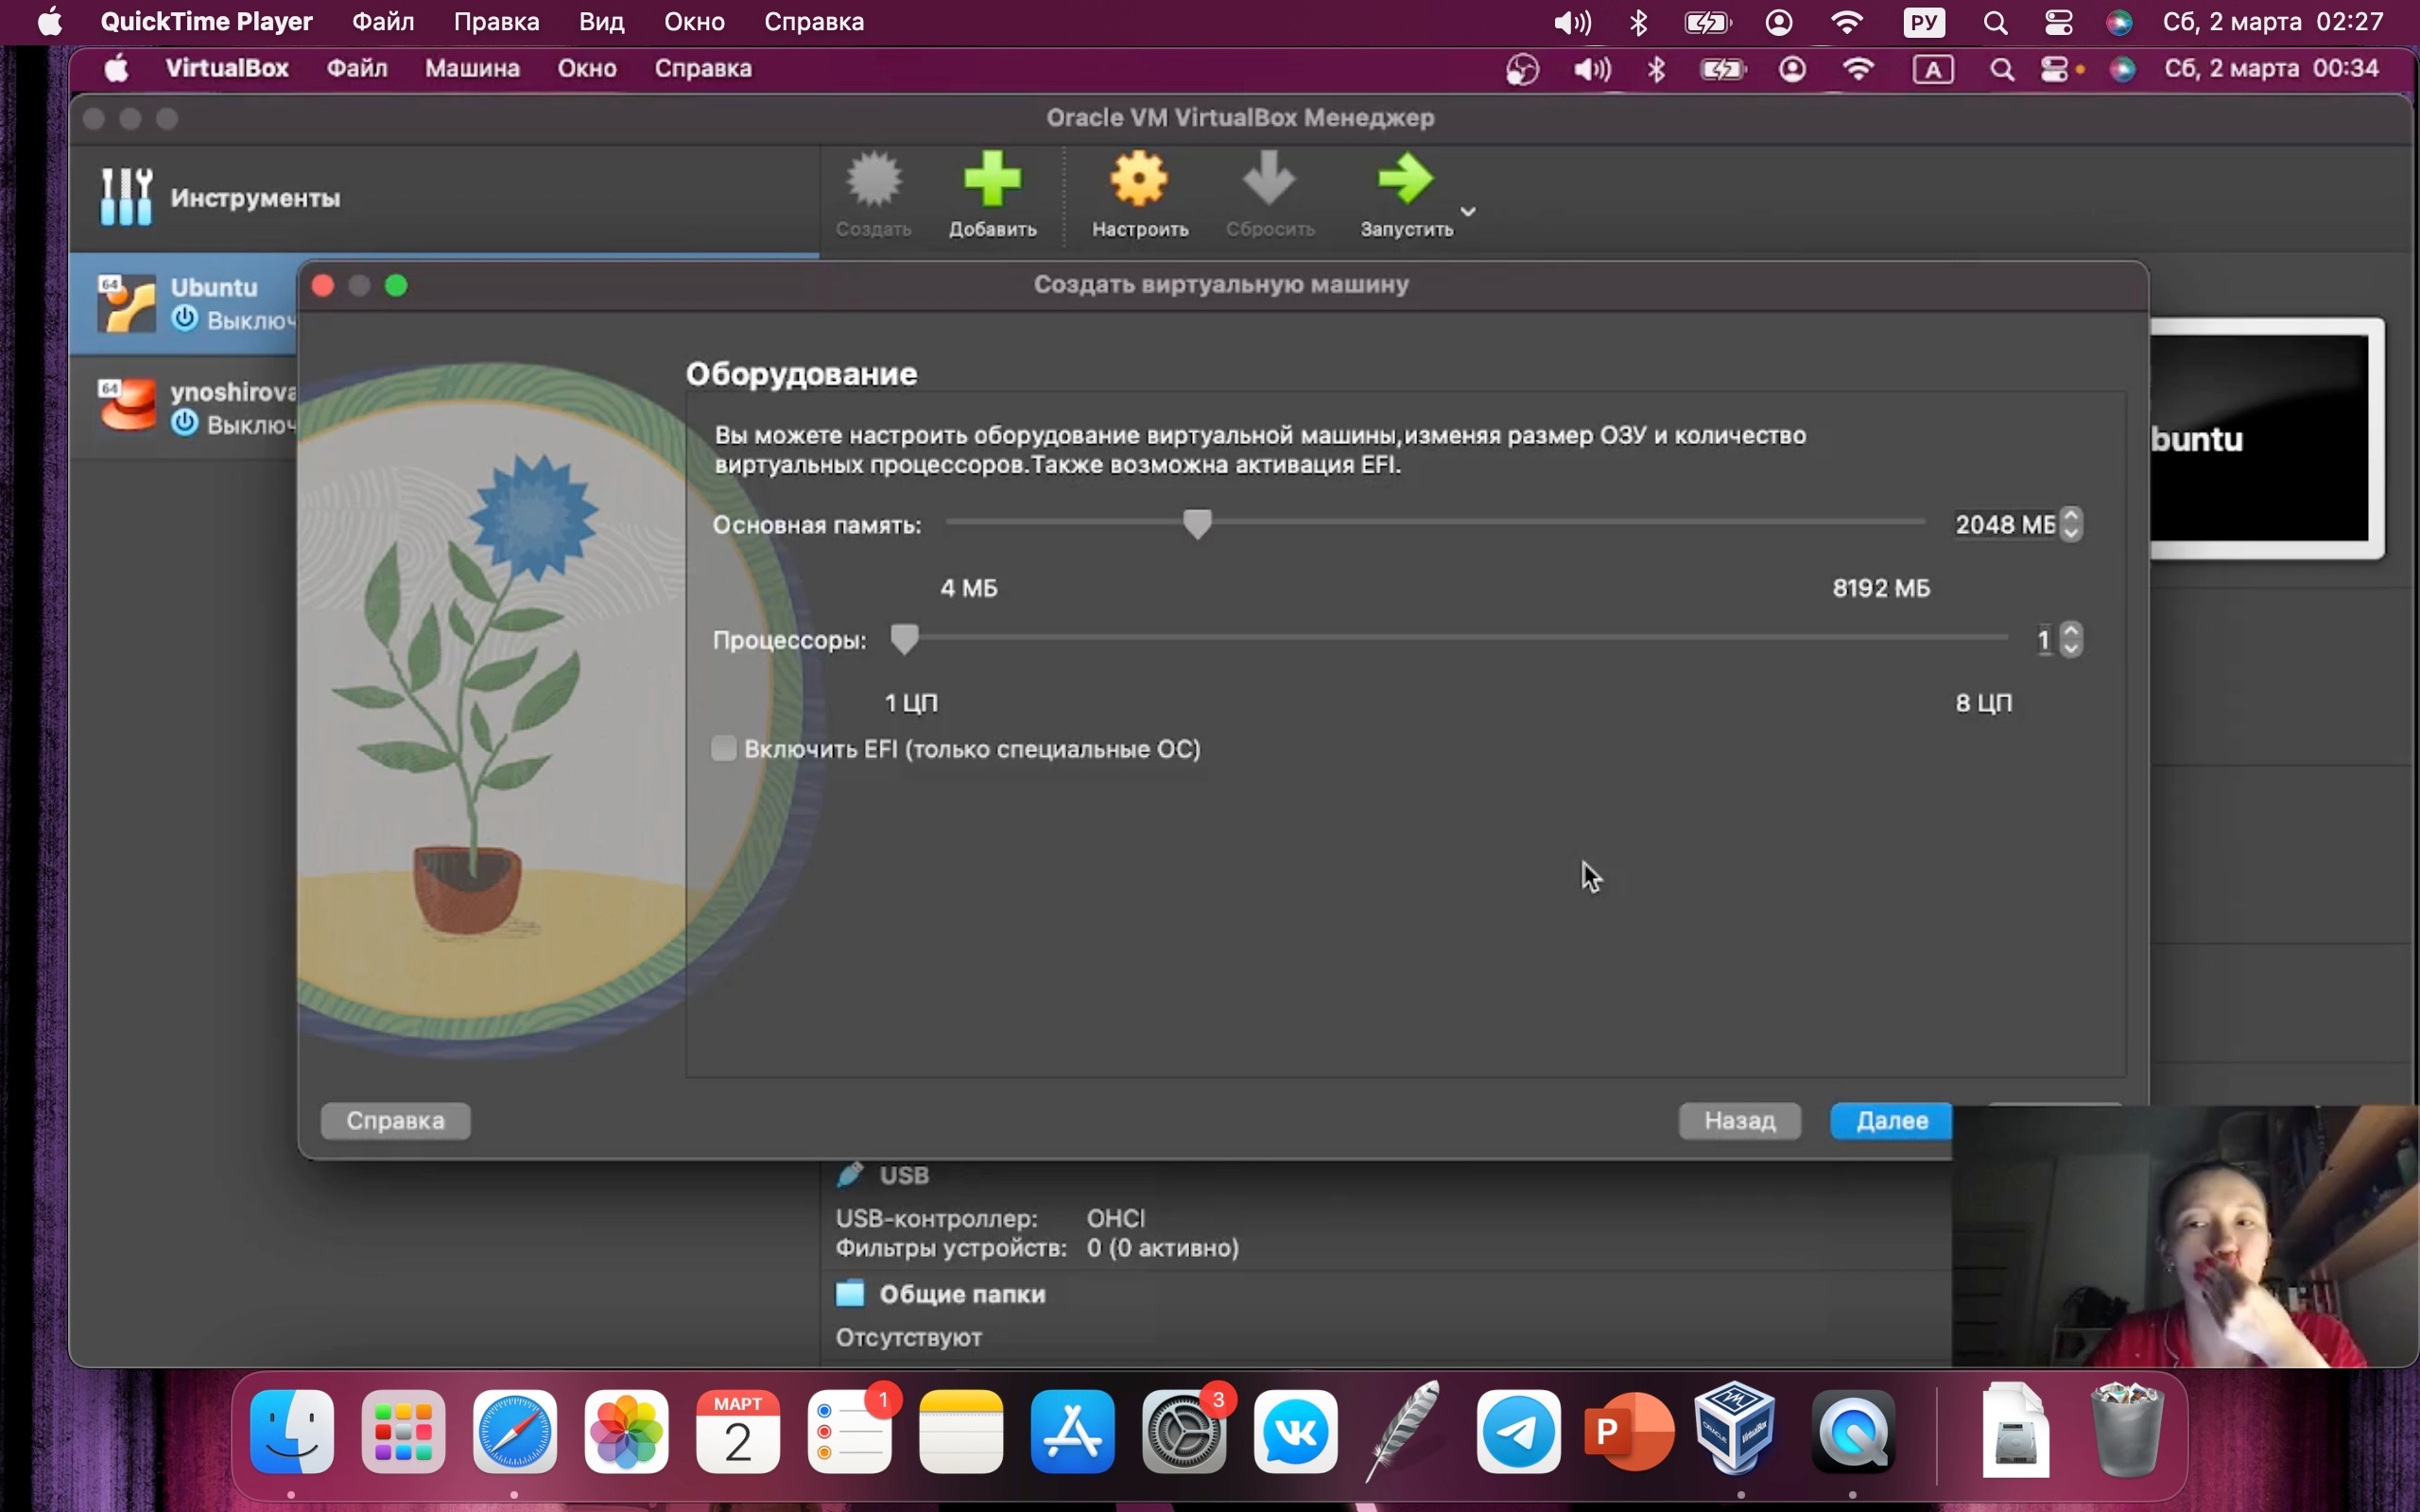 QuickTime Player Файл Правка Вид Окно Справка РУ Сб, 2 марта 02:27
VirtualBox Файл Машина Окно Справка A Сб, 2 марта 00:34
Oracle VM VirtualBox Менеджер
Инструменты
Создать Добавить Настроить Сбросить Запустить
64 Ubuntu
Выключ
64 ynoshirova
Выключ
Создать виртуальную машину
Оборудование
Вы можете настроить оборудование виртуальной машины,изменяя размер ОЗУ и количество
виртуальных процессоров.Также возможна активация EFI.
Основная память: 2048 МБ
4 МБ 8192 МБ
Процессоры: 1
1 ЦП 8 ЦП
Включить EFI (только специальные ОС)
buntu
Справка Назад Далее
USB
USB-контроллер: OHCI
Фильтры устройств: 0 (0 активно)
Общие папки
Отсутствуют
МАРТ
2
1
3
P